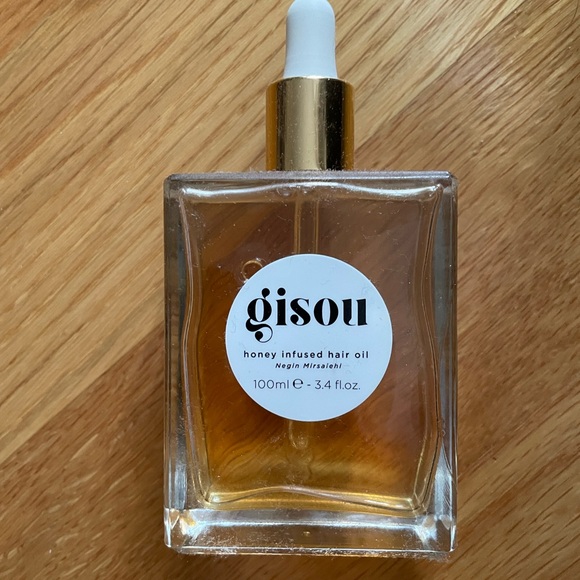 gisou
honey infused hair oil
Negin Mirsalehi
100ml ℮ - 3.4 fl.oz.